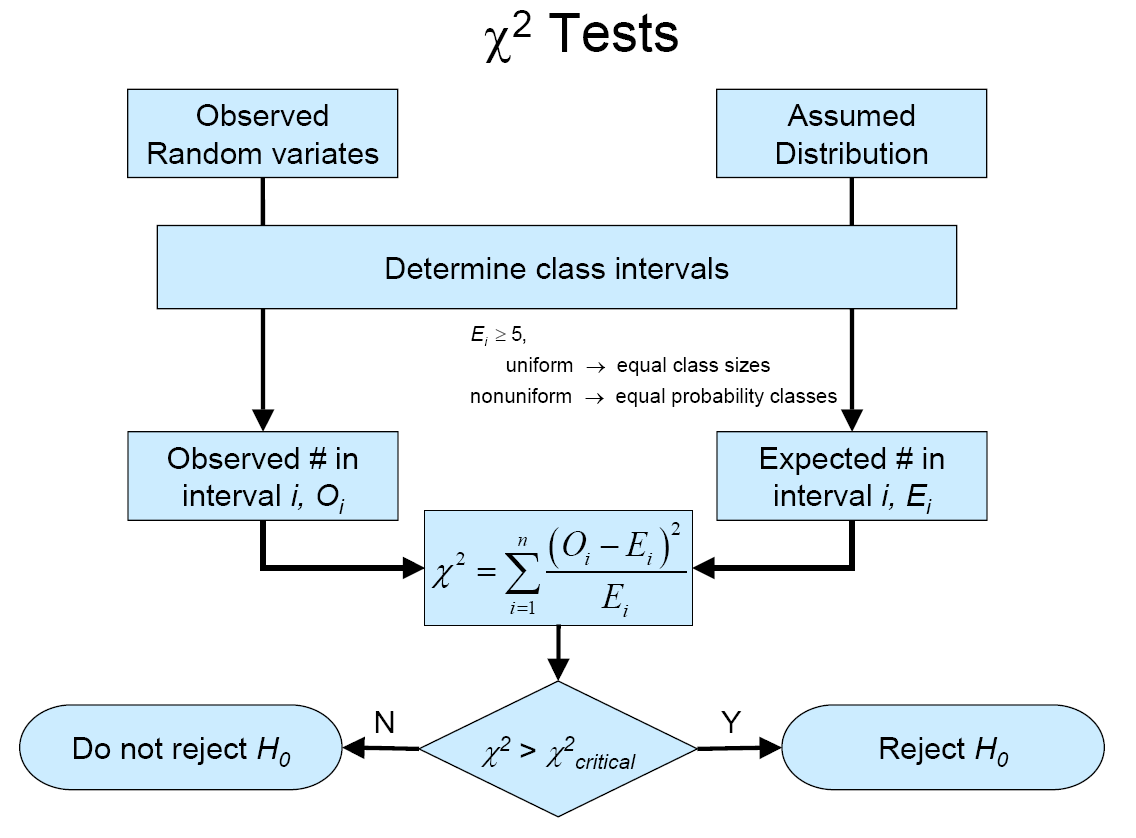 χ² Tests
Observed
Random variates
Assumed
Distribution
Determine class intervals
Eᵢ ≥ 5,
uniform → equal class sizes
nonuniform → equal probability classes
Observed # in
interval i, Oᵢ
Expected # in
interval i, Eᵢ
χ² = ∑ᵢ₌₁ⁿ (Oᵢ − Eᵢ)² / Eᵢ
N
Y
Do not reject H₀
χ² > χ²critical
Reject H₀